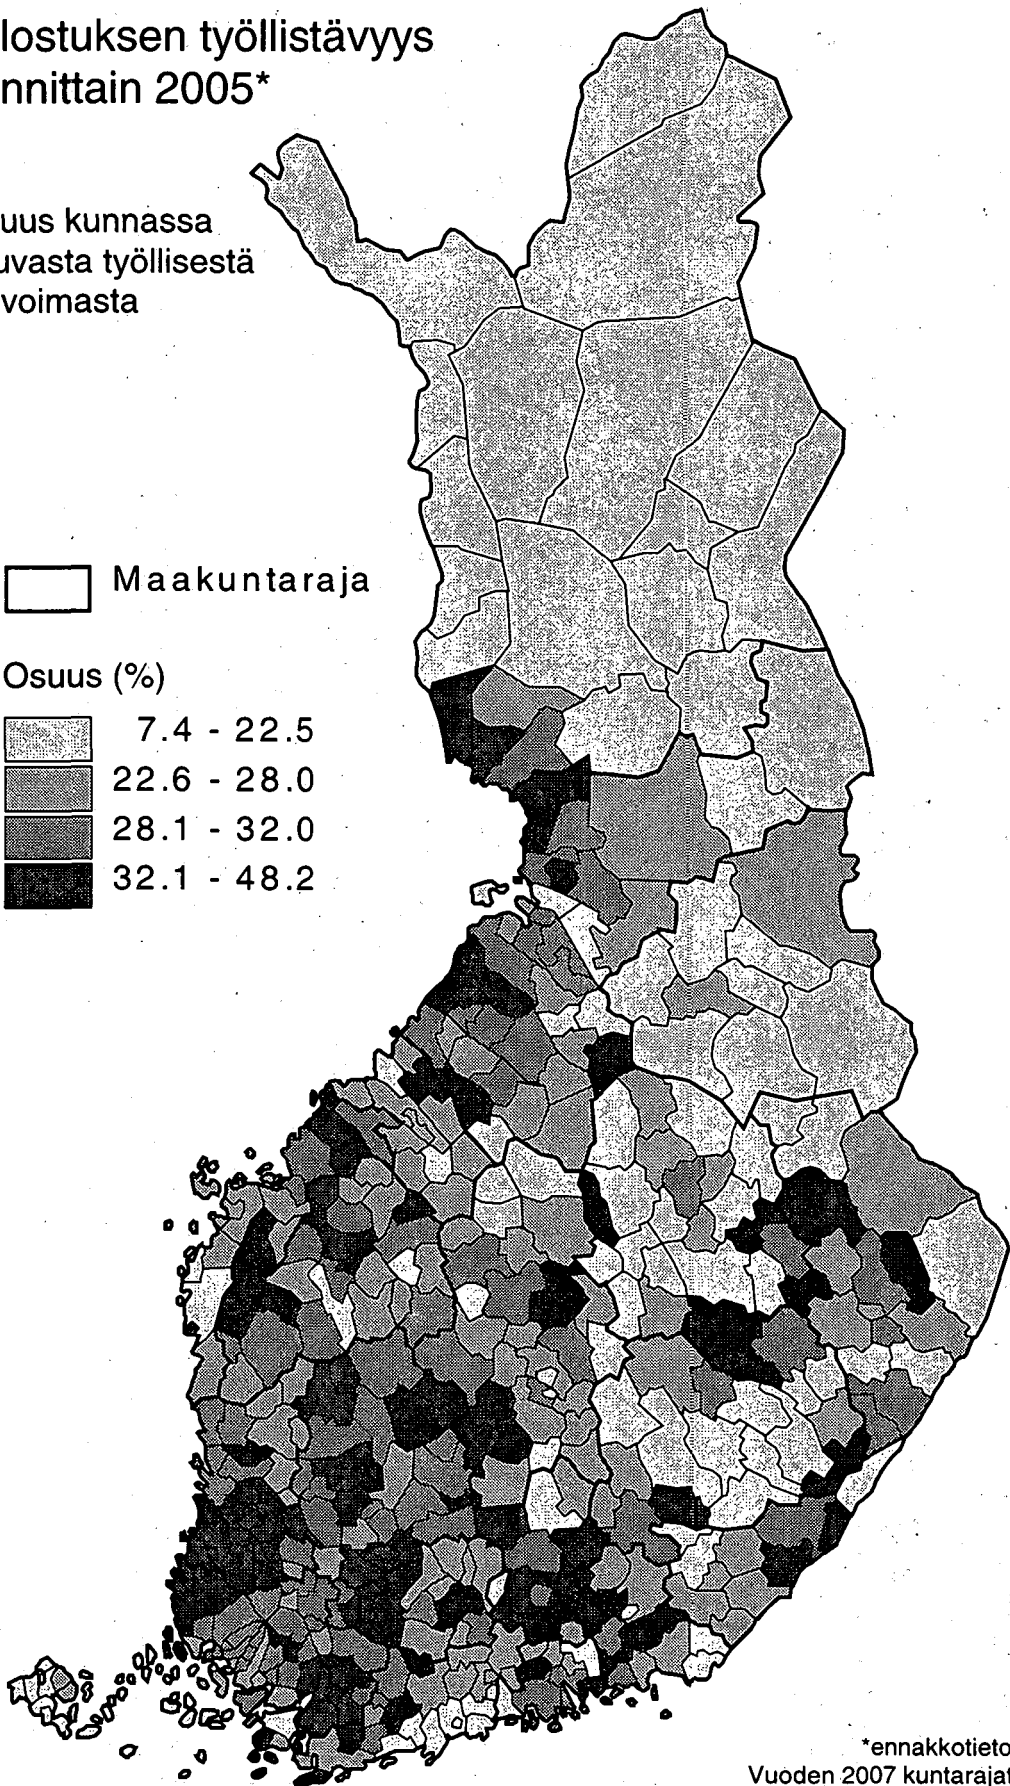 lostuksen työllistävyys
nnittain 2005*
uus kunnassa
uvasta työllisestä
voimasta
Maakuntaraja
Osuus (%)
7.4 - 22.5
22.6 - 28.0
28.1 - 32.0
32.1 - 48.2
*ennakkotieto
Vuoden 2007 kuntarajat